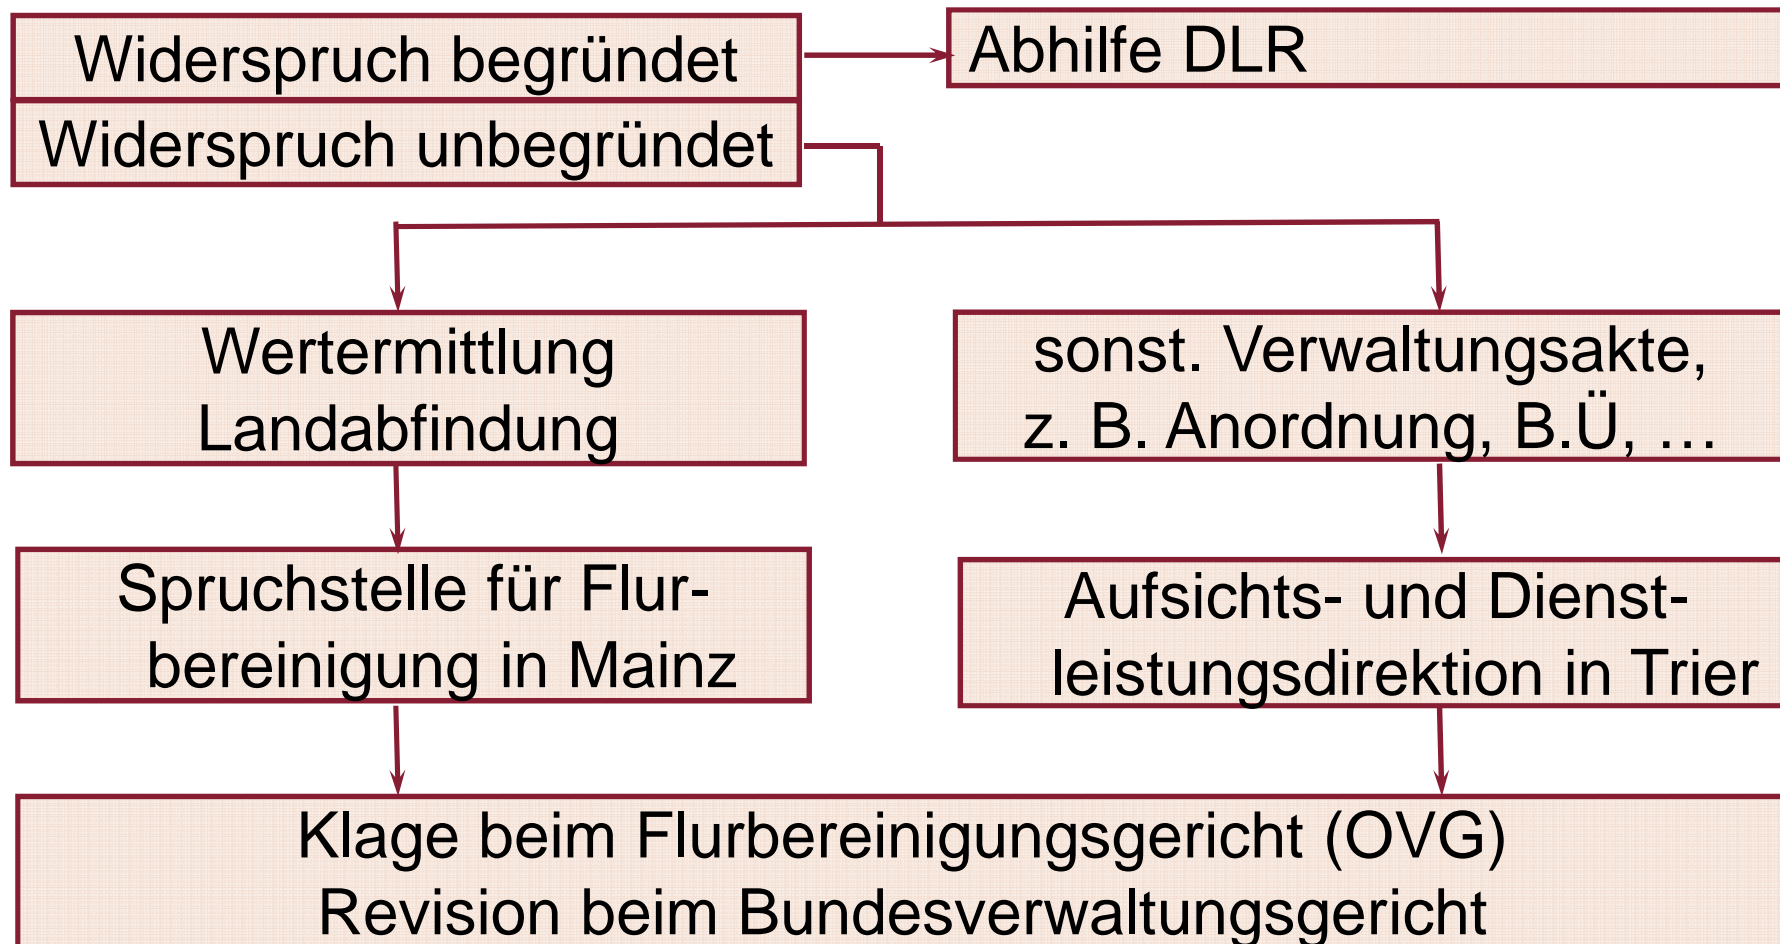 Widerspruch begründet
Abhilfe DLR
Widerspruch unbegründet
Wertermittlung
Landabfindung
sonst. Verwaltungsakte,
z. B. Anordnung, B.Ü, …
Spruchstelle für Flur-
bereinigung in Mainz
Aufsichts- und Dienst-
leistungsdirektion in Trier
Klage beim Flurbereinigungsgericht (OVG)
Revision beim Bundesverwaltungsgericht